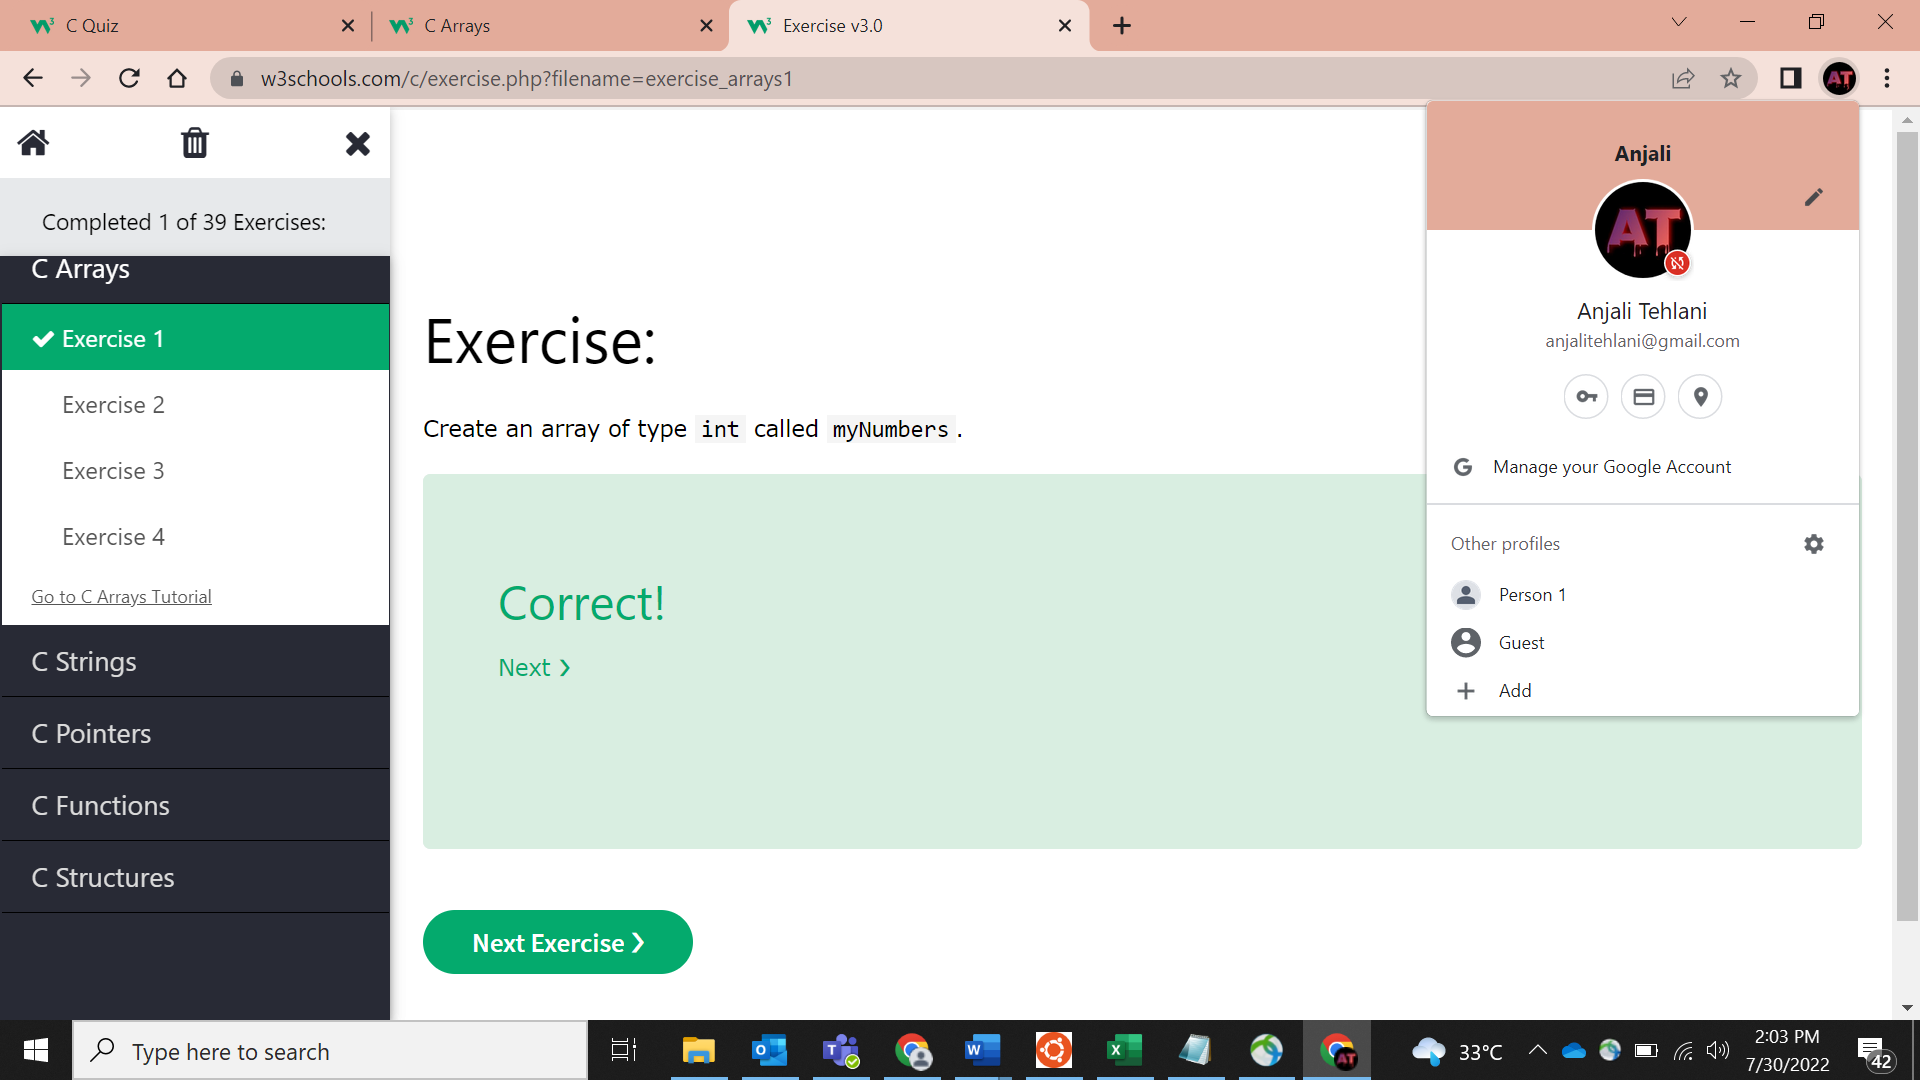 C Quiz
C Arrays
Exercise v3.0
w3schools.com/c/exercise.php?filename=exercise_arrays1
AT
Completed 1 of 39 Exercises:
C Arrays
Exercise 1
Exercise 2
Exercise 3
Exercise 4
Go to C Arrays Tutorial
C Strings
C Pointers
C Functions
C Structures
Exercise:
Create an array of type int called myNumbers.
Correct!
Next ❯
Next Exercise ❯
Anjali
AT
Anjali Tehlani
anjalitehlani@gmail.com
G Manage your Google Account
Other profiles
Person 1
Guest
Add
Type here to search
33°C
2:03 PM
7/30/2022
42